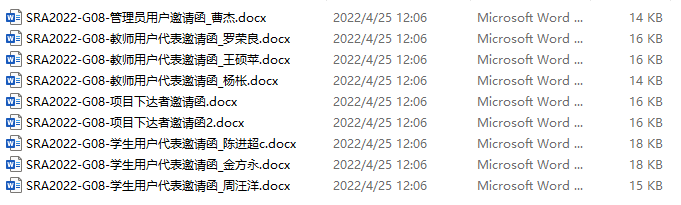 SRA2022-G08-管理员用户邀请函_曹杰.docx 2022/4/25 12:06 Microsoft Word ... 14 KB
SRA2022-G08-教师用户代表邀请函_罗荣良.docx 2022/4/25 12:06 Microsoft Word ... 16 KB
SRA2022-G08-教师用户代表邀请函_王硕苹.docx 2022/4/25 12:06 Microsoft Word ... 16 KB
SRA2022-G08-教师用户代表邀请函_杨枨.docx 2022/4/25 12:06 Microsoft Word ... 14 KB
SRA2022-G08-项目下达者邀请函.docx 2022/4/25 12:06 Microsoft Word ... 16 KB
SRA2022-G08-项目下达者邀请函2.docx 2022/4/25 12:06 Microsoft Word ... 16 KB
SRA2022-G08-学生用户代表邀请函_陈进超c.docx 2022/4/25 12:06 Microsoft Word ... 18 KB
SRA2022-G08-学生用户代表邀请函_金方永.docx 2022/4/25 12:06 Microsoft Word ... 18 KB
SRA2022-G08-学生用户代表邀请函_周汪洋.docx 2022/4/25 12:06 Microsoft Word ... 15 KB